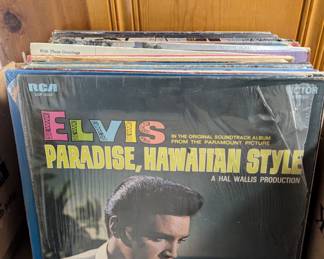 RCA
VICTOR
ELVIS
IN THE ORIGINAL SOUNDTRACK ALBUM
FROM THE PARAMOUNT PICTURE
PARADISE, HAWAIIAN STYLE
A HAL WALLIS PRODUCTION